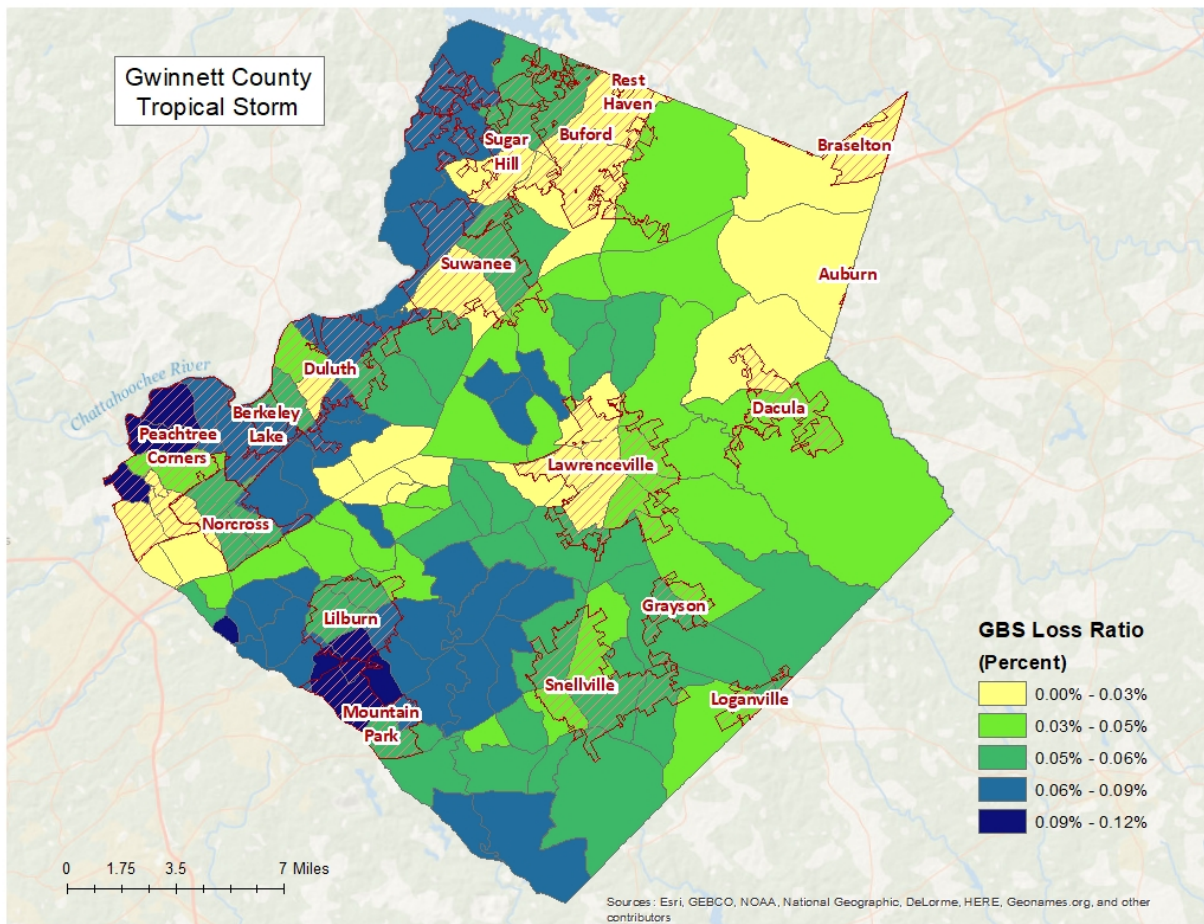 Gwinnett County
Tropical Storm
Rest
Haven
Buford
Sugar
Hill
Braselton
Suwanee
Auburn
Chattahoochee River
Duluth
Berkeley
Lake
Peachtree
Corners
Dacula
Lawrenceville
Norcross
Lilburn
Grayson
Snellville
Loganville
Mountain
Park
GBS Loss Ratio
(Percent)
0.00% - 0.03%
0.03% - 0.05%
0.05% - 0.06%
0.06% - 0.09%
0.09% - 0.12%
0 1.75 3.5 7 Miles
Sources: Esri, GEBCO, NOAA, National Geographic, DeLorme, HERE, Geonames.org, and other
contributors